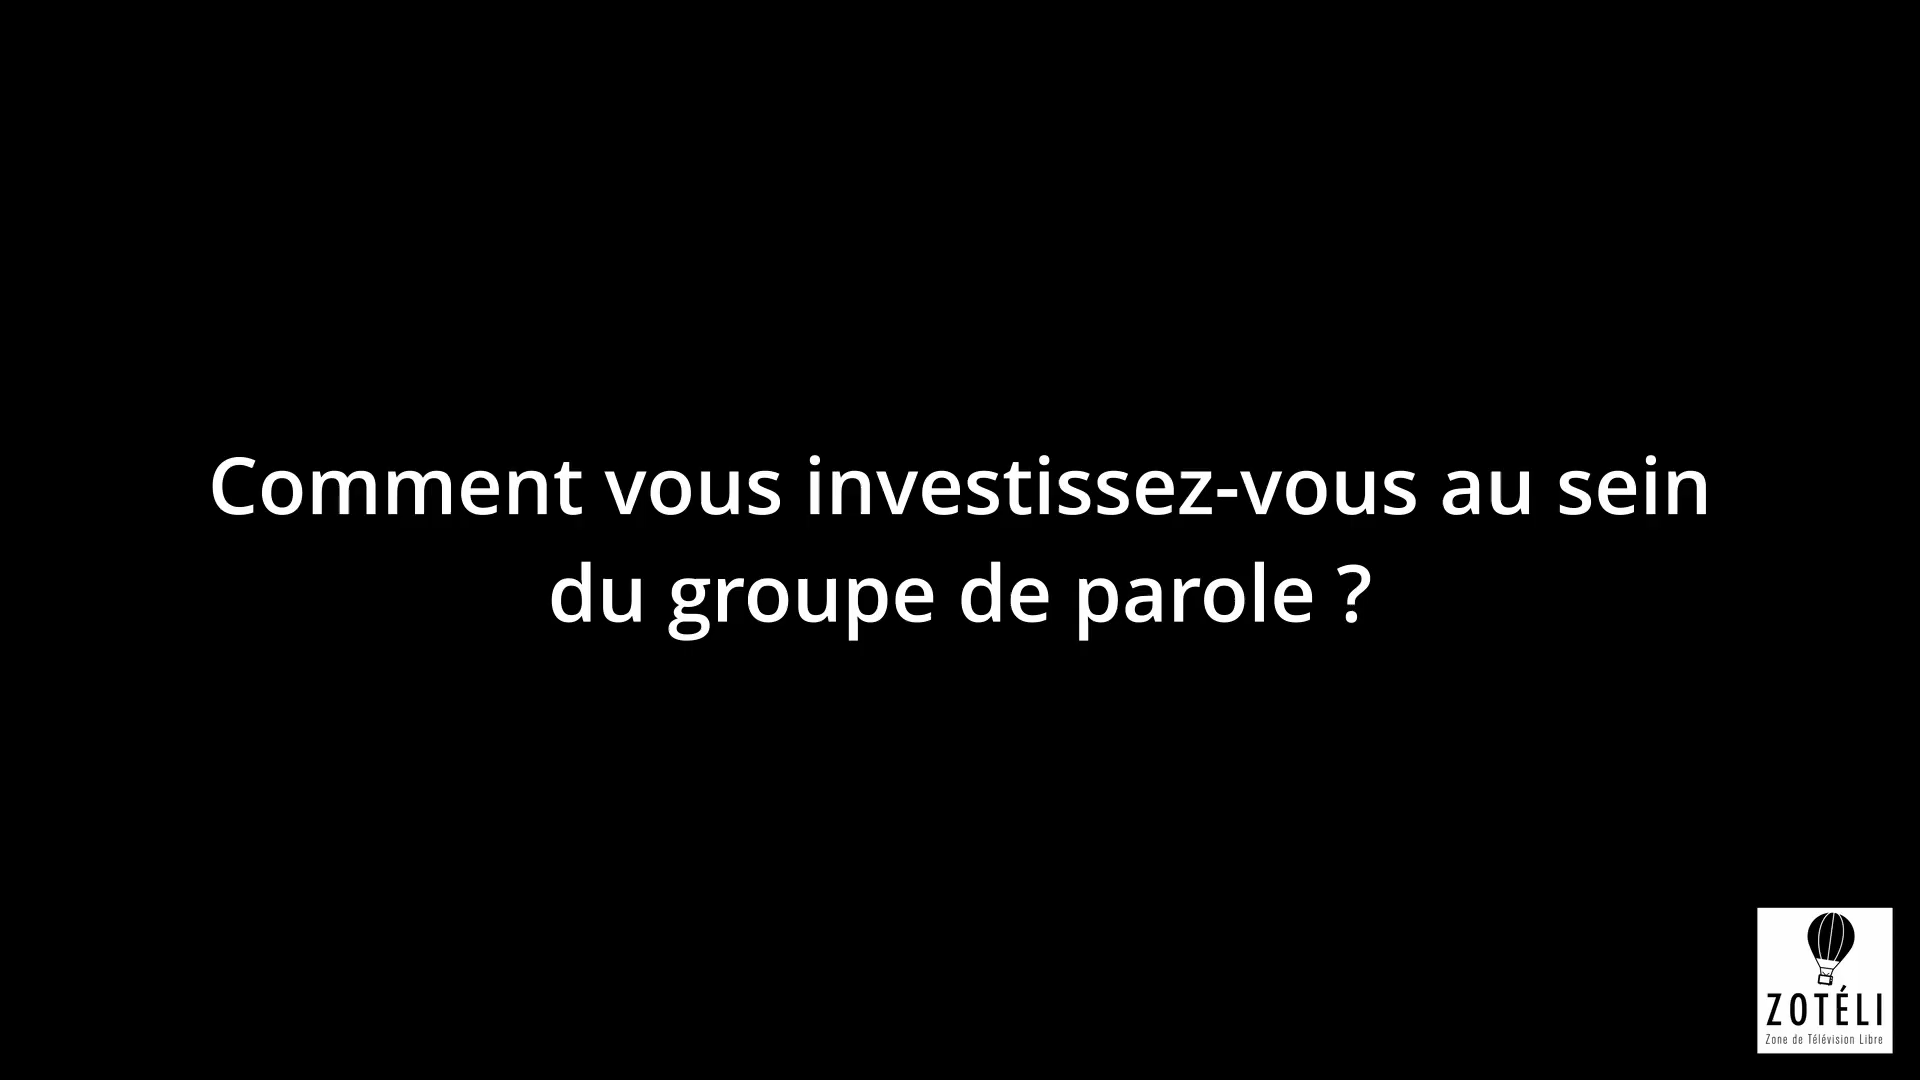 Comment vous investissez-vous au sein
du groupe de parole ?
ZOTÉLI
Zone de Télévision Libre